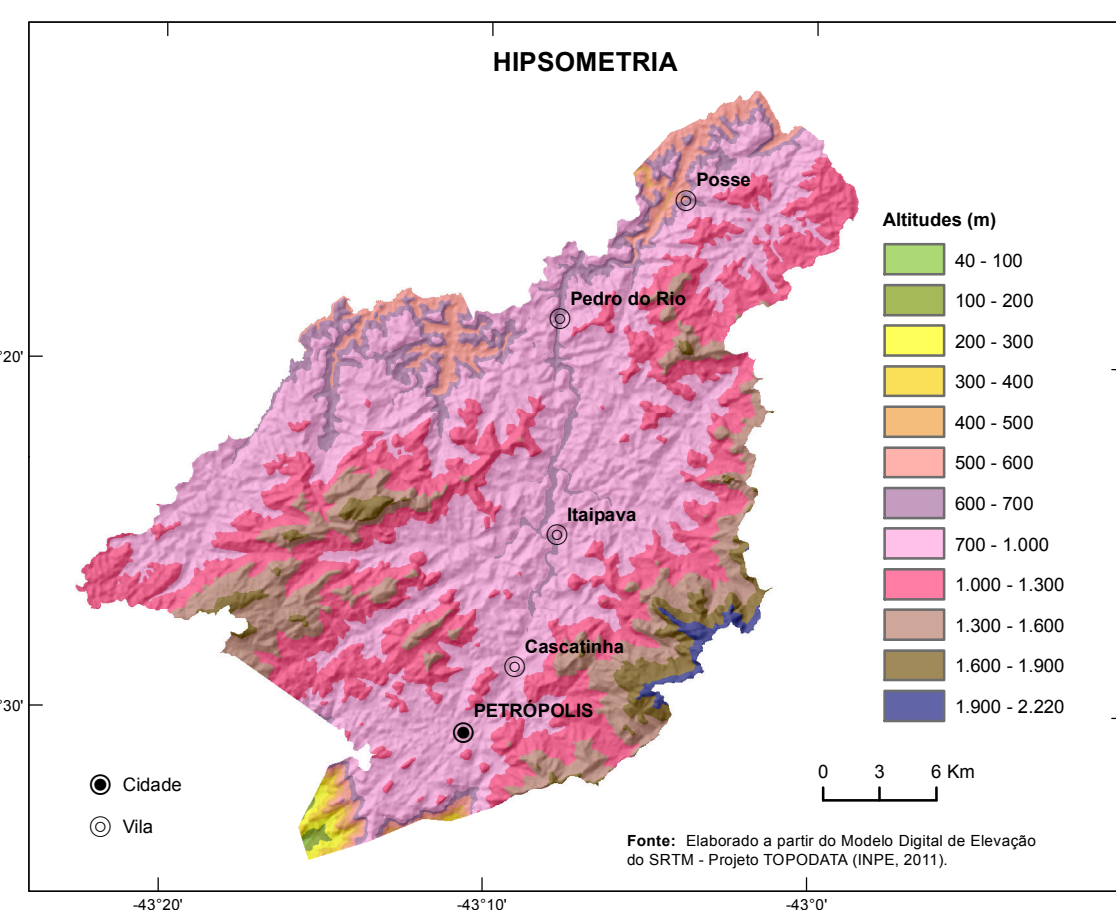 HIPSOMETRIA
Posse
Pedro do Rio
Itaipava
Cascatinha
PETRÓPOLIS
Altitudes (m)
40 - 100
100 - 200
200 - 300
300 - 400
400 - 500
500 - 600
600 - 700
700 - 1.000
1.000 - 1.300
1.300 - 1.600
1.600 - 1.900
1.900 - 2.220
0 3 6 Km
Cidade
Vila
Fonte: Elaborado a partir do Modelo Digital de Elevação
do SRTM - Projeto TOPODATA (INPE, 2011).
°20'
°30'
-43°20' -43°10' -43°0'